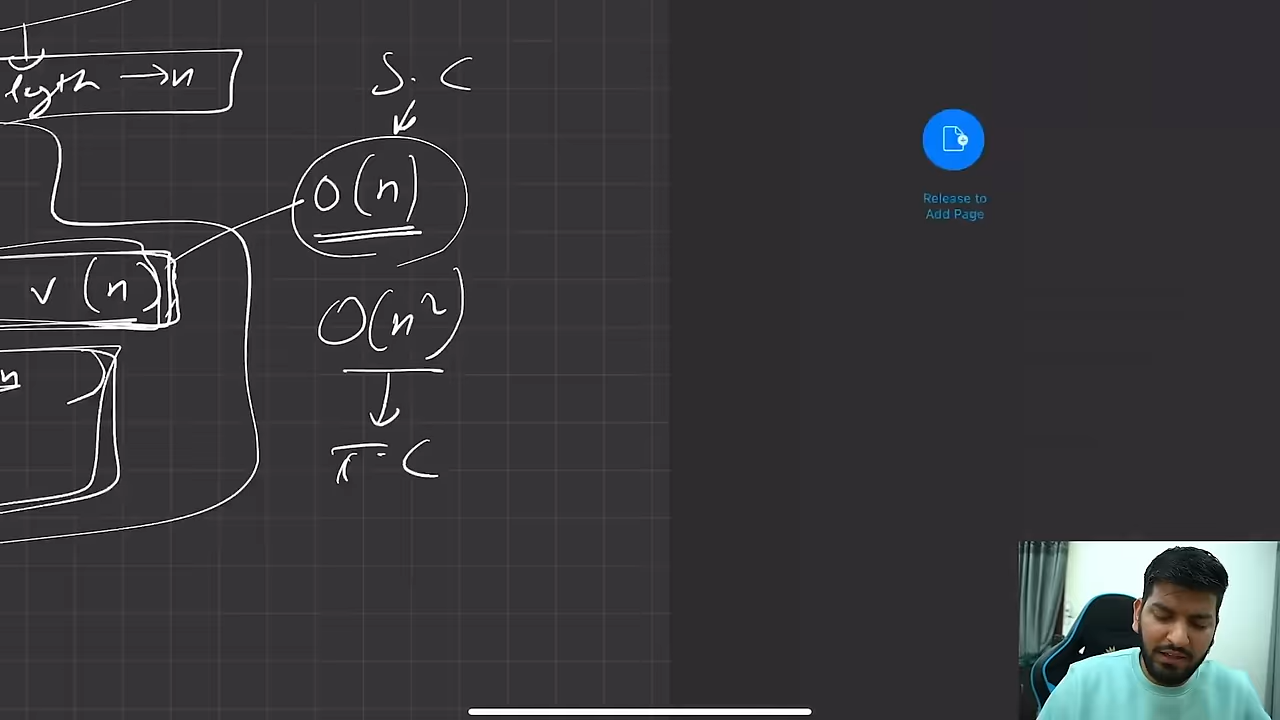 length → n
S. C
O(n)
v (n)
O(n²)
n
T. C
Release to
Add Page